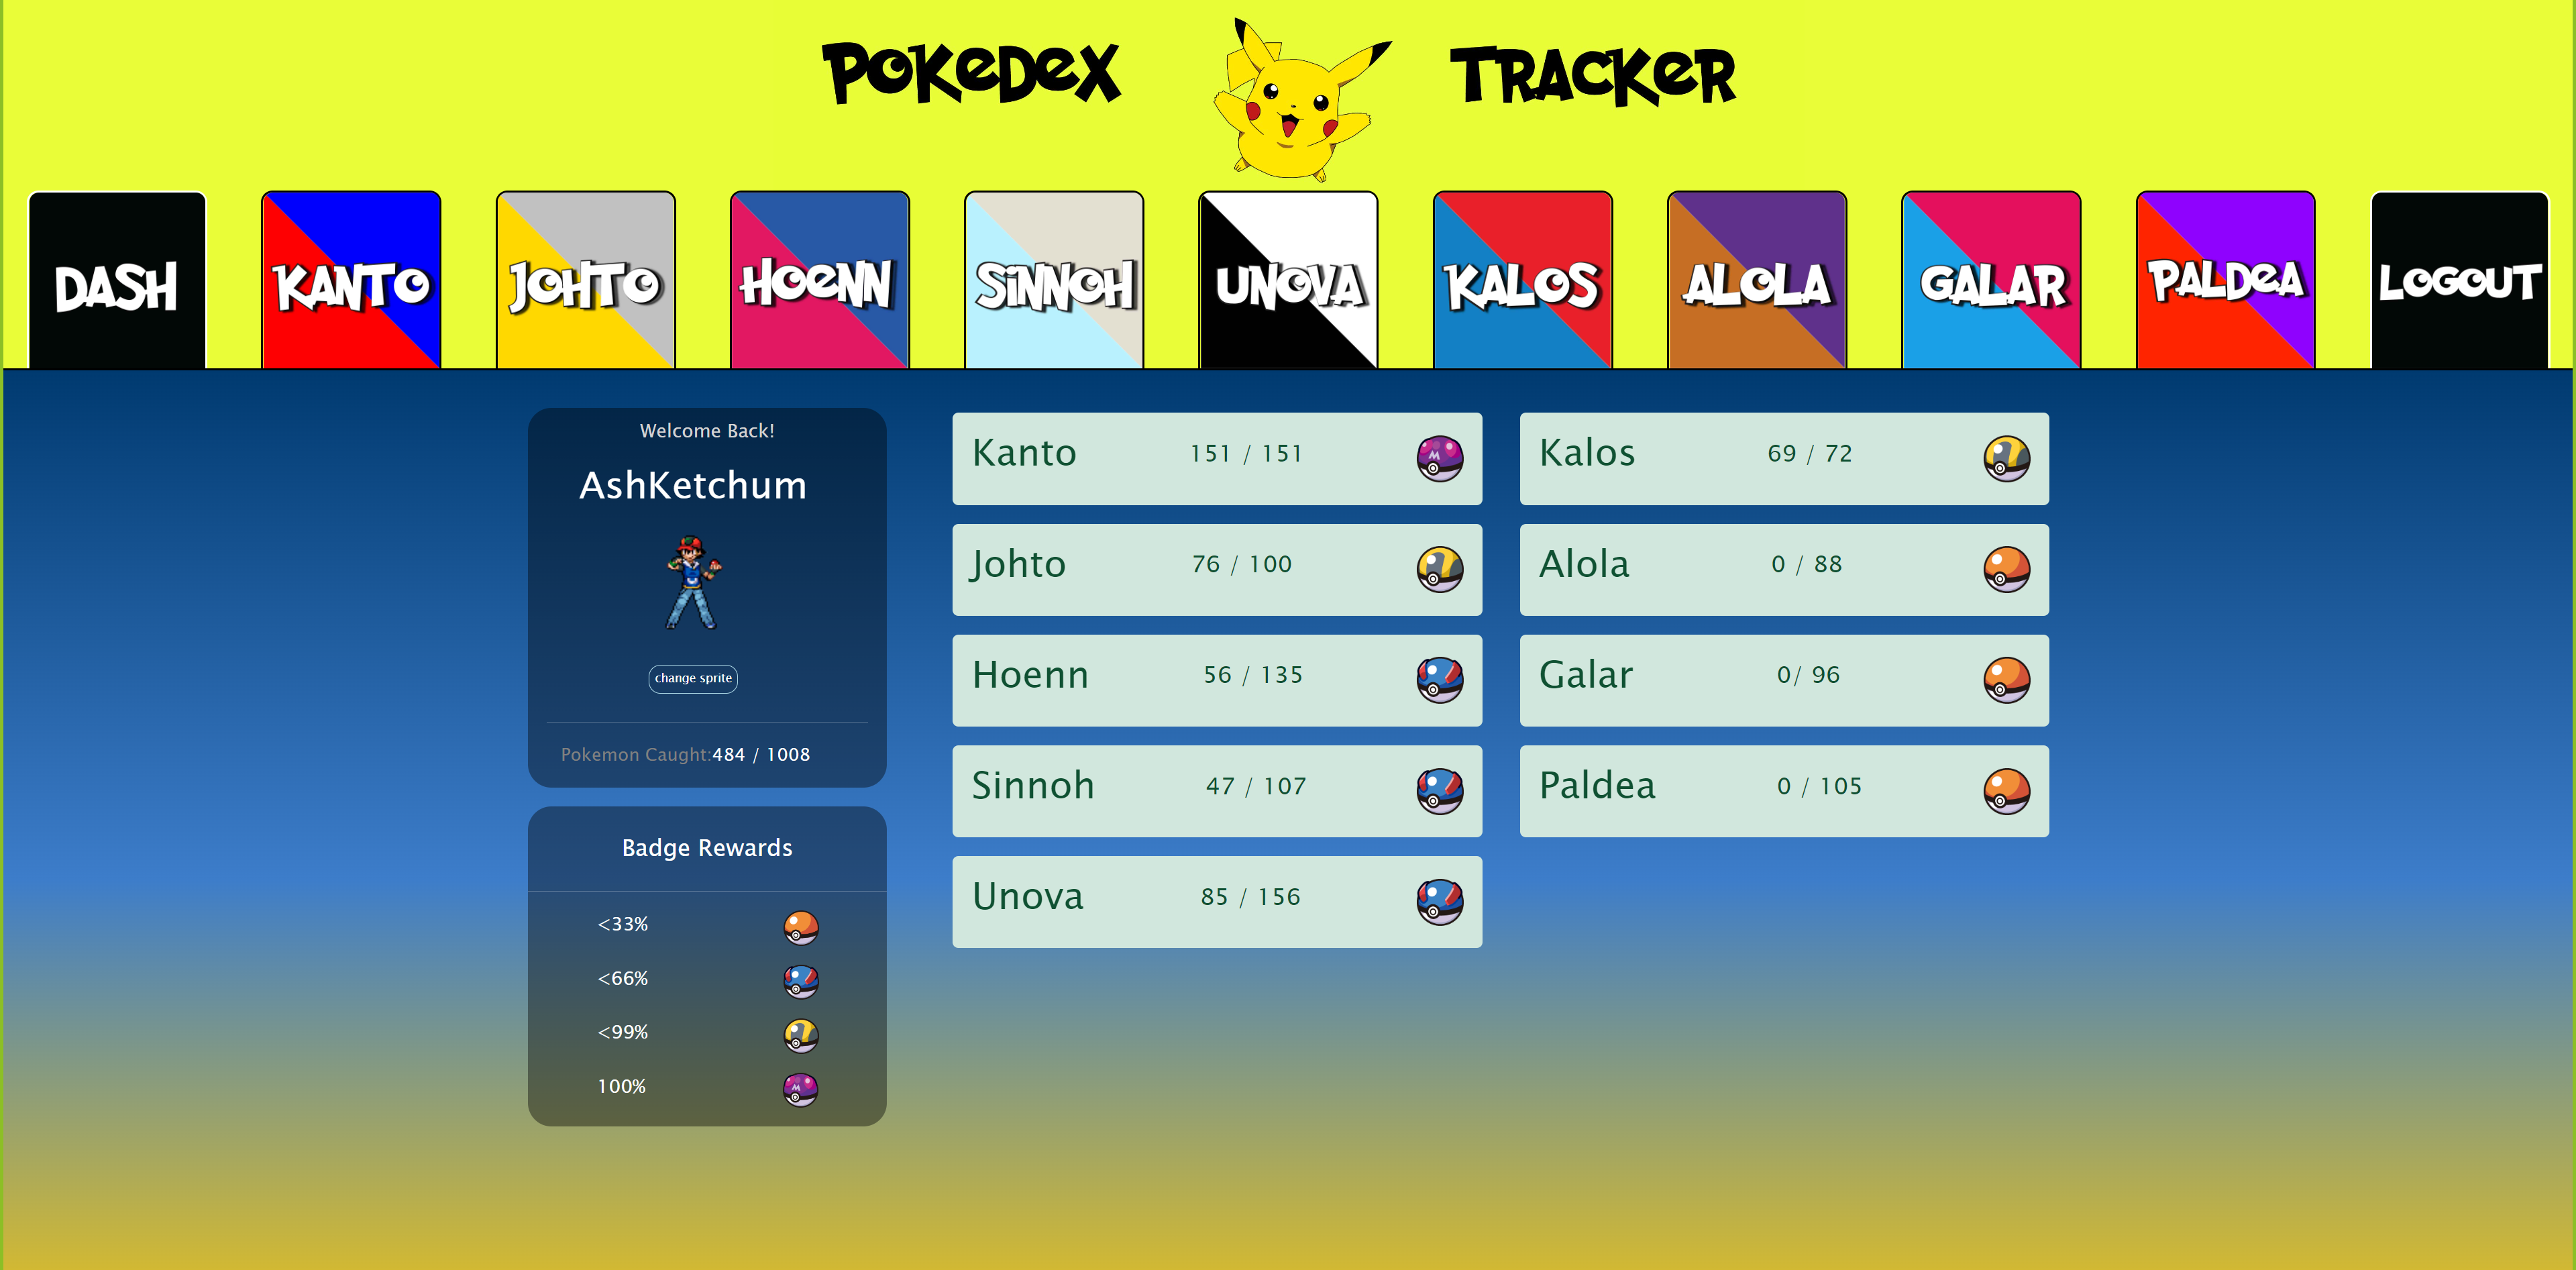 POKeDeX TRACKeR
DASH
KANTO
JOHTO
HOeNN
SiNNOH
UNOVA
KALOS
ALOLA
GALAR
PALDeA
LOGOUT
Welcome Back!
AshKetchum
change sprite
Pokemon Caught:484 / 1008
Badge Rewards
<33%
<66%
<99%
100%
Kanto 151 / 151
Johto 76 / 100
Hoenn 56 / 135
Sinnoh 47 / 107
Unova 85 / 156
Kalos 69 / 72
Alola 0 / 88
Galar 0/ 96
Paldea 0 / 105